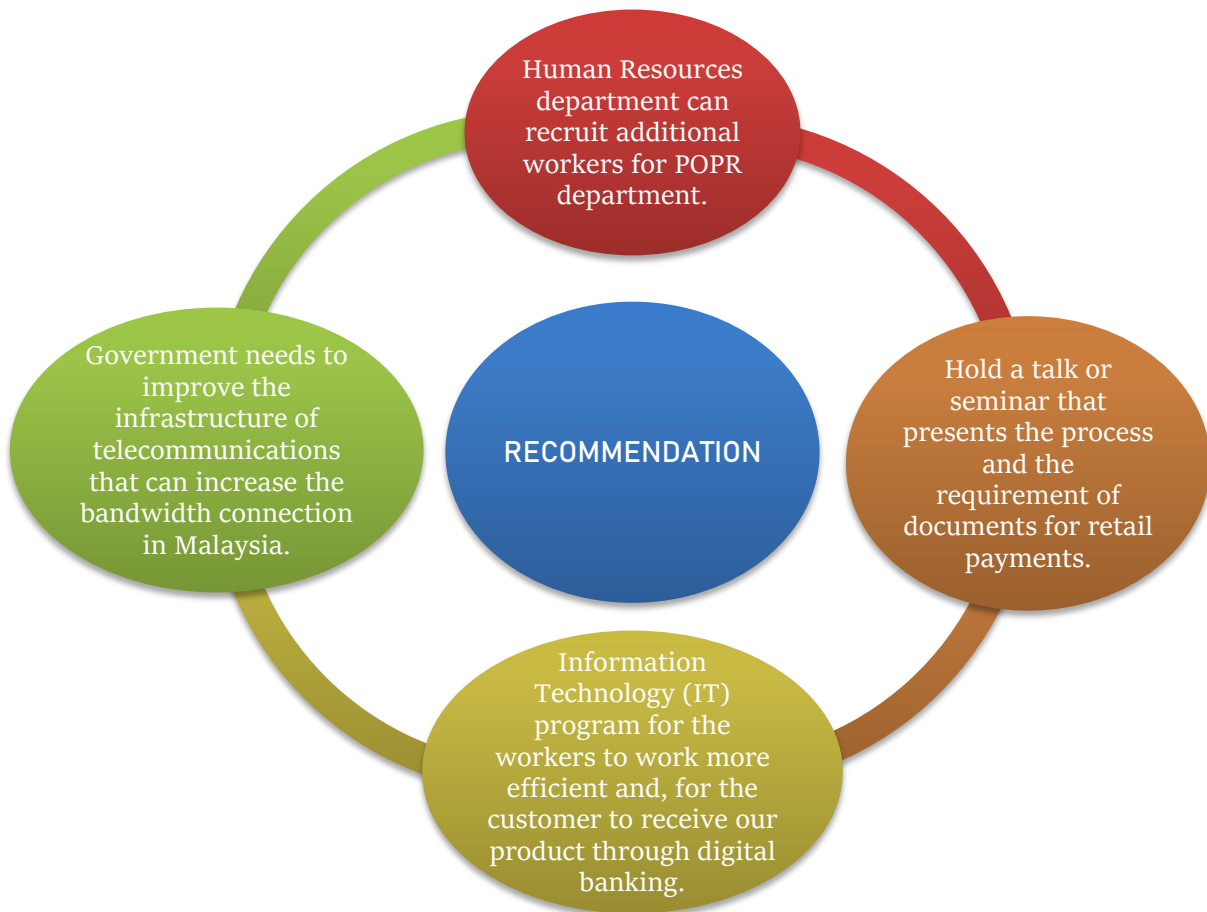 Human Resources
department can
recruit additional
workers for POPR
department.
Government needs to
improve the
infrastructure of
telecommunications
that can increase the
bandwidth connection
in Malaysia.
RECOMMENDATION
Hold a talk or
seminar that
presents the process
and the
requirement of
documents for retail
payments.
Information
Technology (IT)
program for the
workers to work more
efficient and, for the
customer to receive our
product through digital
banking.